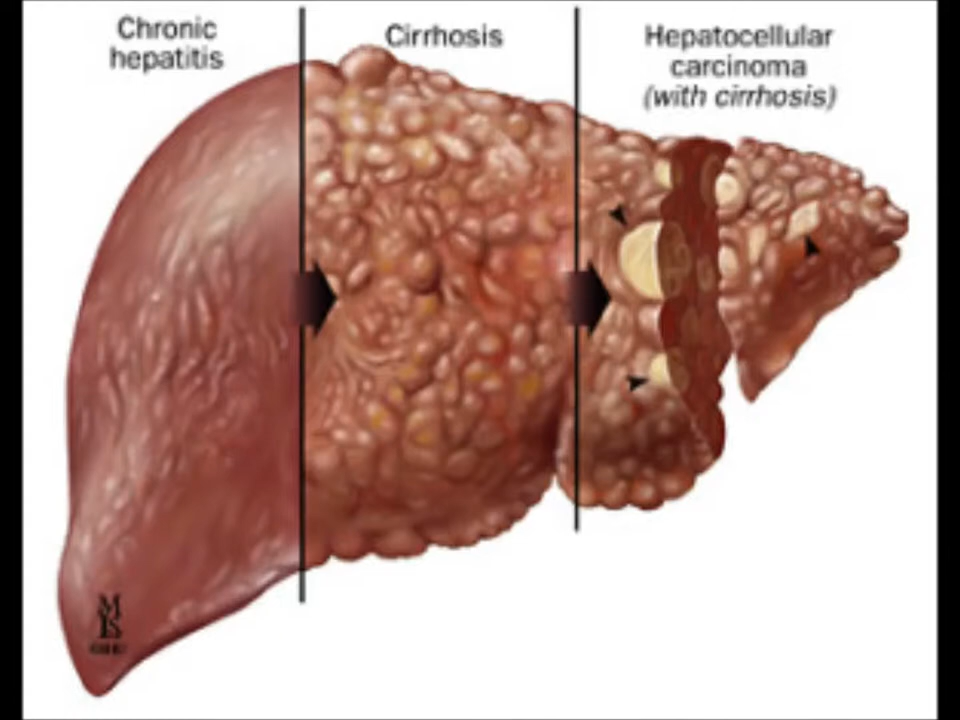 Chronic
hepatitis
Cirrhosis
Hepatocellular
carcinoma
(with cirrhosis)